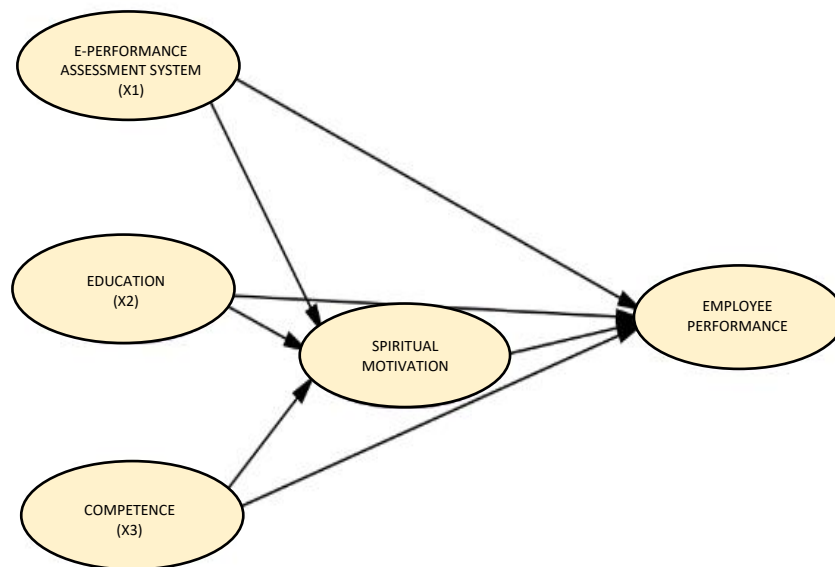 E-PERFORMANCE
ASSESSMENT SYSTEM
(X1)
EDUCATION
(X2)
SPIRITUAL
MOTIVATION
EMPLOYEE
PERFORMANCE
COMPETENCE
(X3)